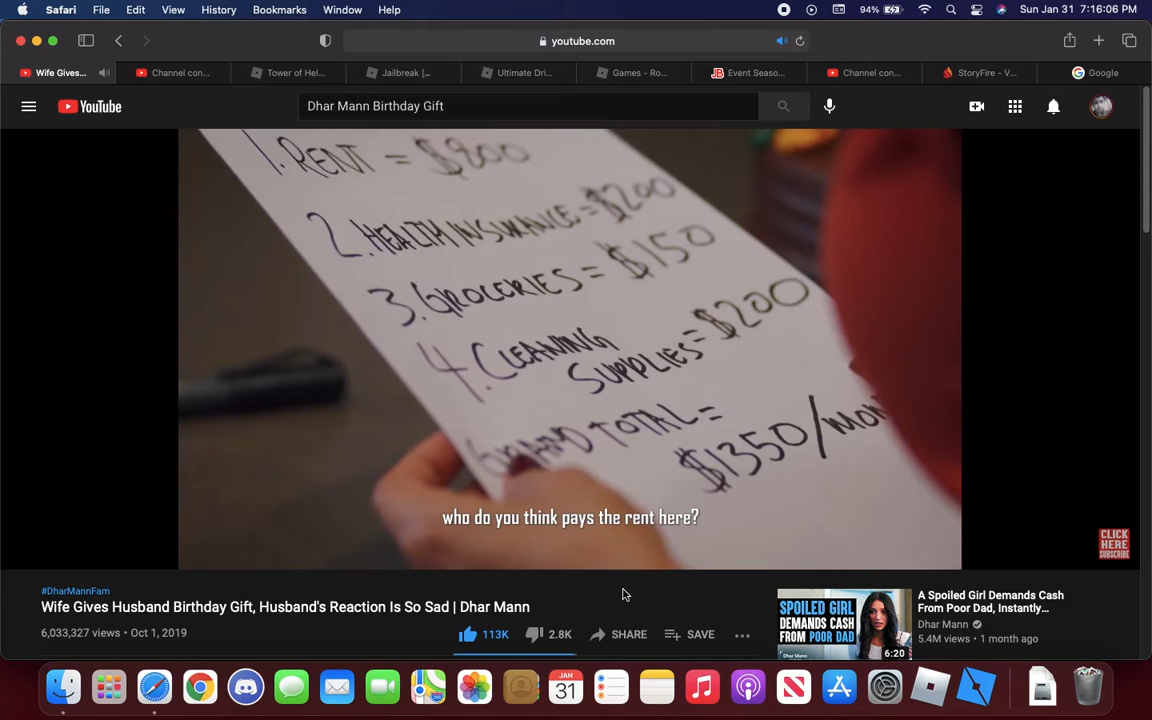 Safari File Edit View History Bookmarks Window Help 94% Sun Jan 31 7:16:06 PM
youtube.com
Wife Gives... Channel con... Tower of Hel... Jailbreak [... Ultimate Dri... Games - Ro... JB Event Seaso... Channel con... StoryFire - V... G Google
YouTube Dhar Mann Birthday Gift
1. RENT = $800
2. HEALTH INSURANCE = $200
3. GROCERIES = $150
4. CLEANING
SUPPLIES = $200
GRAND TOTAL =
$1350/MON
who do you think pays the rent here?
CLICK
HERE
SUBSCRIBE
#DharMannFam
Wife Gives Husband Birthday Gift, Husband's Reaction Is So Sad | Dhar Mann
6,033,327 views • Oct 1, 2019
113K 2.8K SHARE SAVE
SPOILED GIRL
DEMANDS CASH
FROM POOR DAD
Dhar Mann
6:20
A Spoiled Girl Demands Cash
From Poor Dad, Instantly...
Dhar Mann
5.4M views • 1 month ago
JAN
31